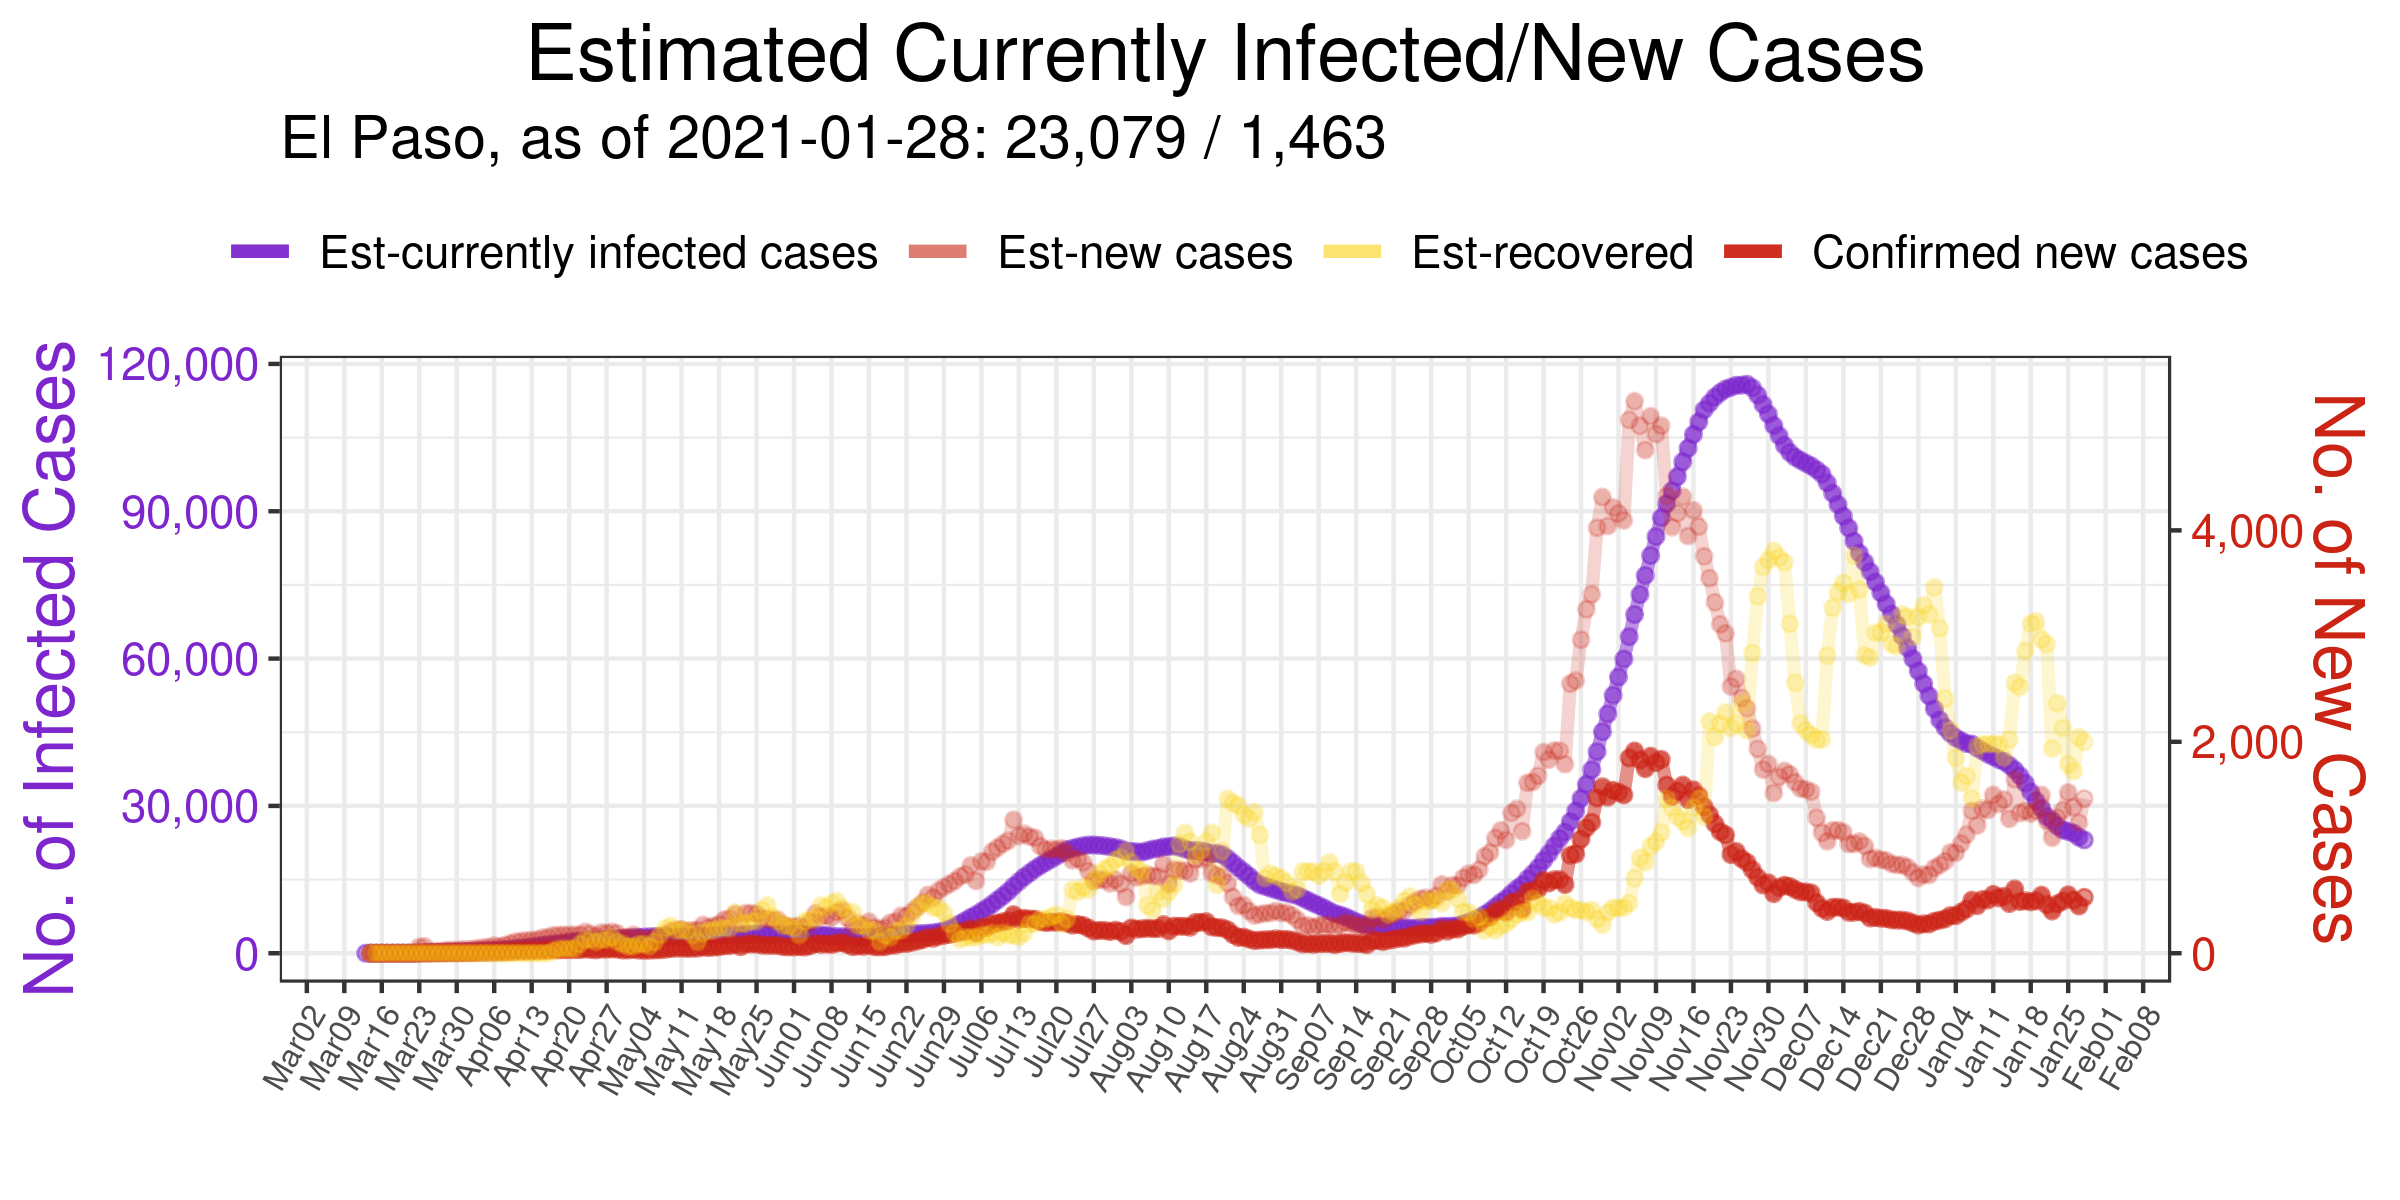 Estimated Currently Infected/New Cases
El Paso, as of 2021-01-28: 23,079 / 1,463
Est-currently infected cases Est-new cases Est-recovered Confirmed new cases
No. of Infected Cases
120,000
90,000
60,000
30,000
0
4,000
2,000
0
No. of New Cases
Mar02 Mar09 Mar16 Mar23 Mar30 Apr06 Apr13 Apr20 Apr27 May04 May11 May18 May25 Jun01 Jun08 Jun15 Jun22 Jun29 Jul06 Jul13 Jul20 Jul27 Aug03 Aug10 Aug17 Aug24 Aug31 Sep07 Sep14 Sep21 Sep28 Oct05 Oct12 Oct19 Oct26 Nov02 Nov09 Nov16 Nov23 Nov30 Dec07 Dec14 Dec21 Dec28 Jan04 Jan11 Jan18 Jan25 Feb01 Feb08